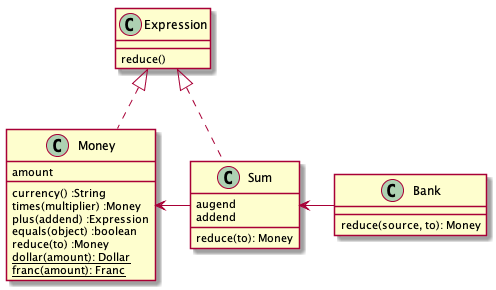 C Expression
reduce()
C Money
amount
currency() :String
times(multiplier) :Money
plus(addend) :Expression
equals(object) :boolean
reduce(to) :Money
dollar(amount): Dollar
franc(amount): Franc
C Sum
augend
addend
reduce(to): Money
C Bank
reduce(source, to): Money